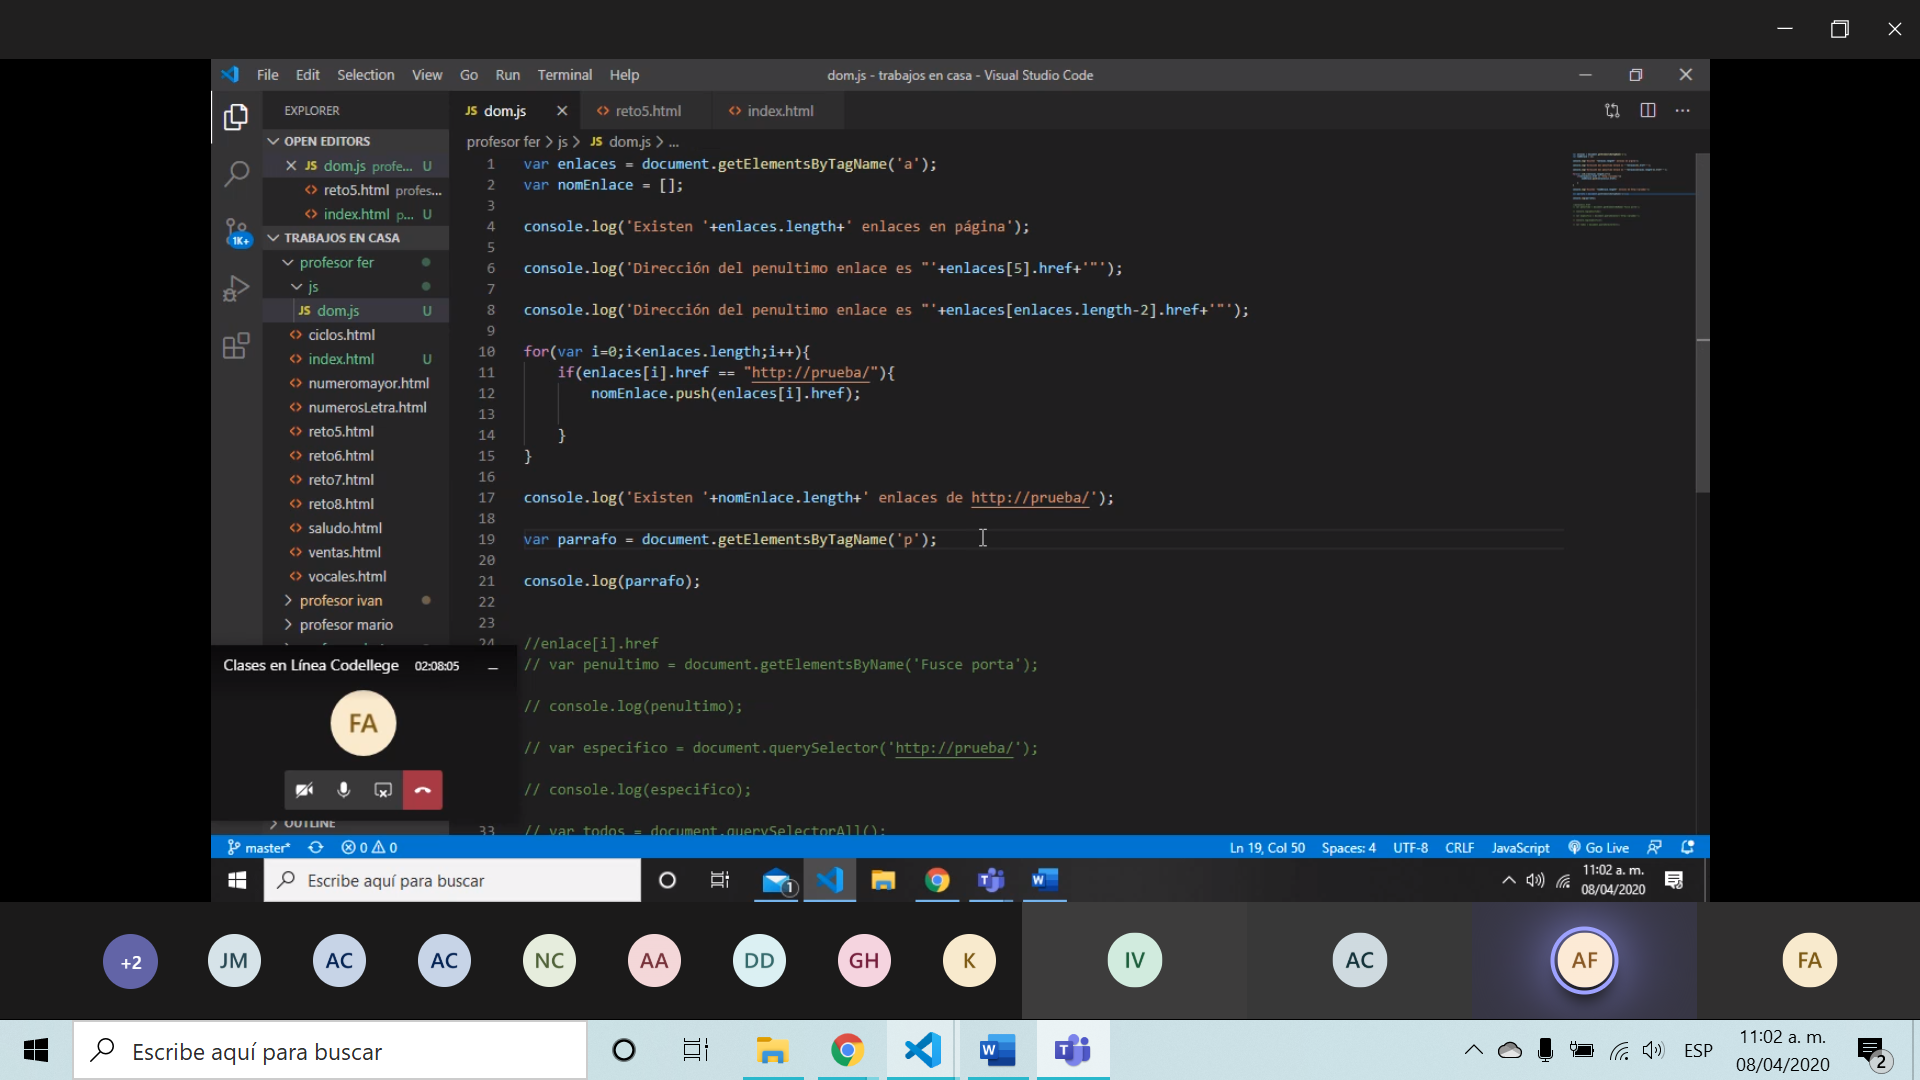 File Edit Selection View Go Run Terminal Help
dom.js - trabajos en casa - Visual Studio Code
EXPLORER
JS dom.js
<> reto5.html
<> index.html
OPEN EDITORS
JS dom.js profe... U
<> reto5.html profes...
<> index.html p... U
TRABAJOS EN CASA
profesor fer
js
JS dom.js U
<> ciclos.html
<> index.html U
<> numeromayor.html
<> numerosLetra.html
<> reto5.html
<> reto6.html
<> reto7.html
<> reto8.html
<> saludo.html
<> ventas.html
<> vocales.html
profesor ivan
profesor mario
OUTLINE
1K+
profesor fer > js > JS dom.js > ...
1 var enlaces = document.getElementsByTagName('a');
2 var nomEnlace = [];
3
4 console.log('Existen '+enlaces.length+' enlaces en página');
5
6 console.log('Dirección del penultimo enlace es "'+enlaces[5].href+'"');
7
8 console.log('Dirección del penultimo enlace es "'+enlaces[enlaces.length-2].href+'"');
9
10 for(var i=0;i<enlaces.length;i++){
11 if(enlaces[i].href == "http://prueba/"){
12 nomEnlace.push(enlaces[i].href);
13
14 }
15 }
16
17 console.log('Existen '+nomEnlace.length+' enlaces de http://prueba/');
18
19 var parrafo = document.getElementsByTagName('p');
20
21 console.log(parrafo);
22
23
24 //enlace[i].href
// var penultimo = document.getElementsByName('Fusce porta');
// console.log(penultimo);
// var especifico = document.querySelector('http://prueba/');
// console.log(especifico);
33 // var todos = document.querySelectorAll();
Clases en Línea Codellege 02:08:05
FA
master* 0 0
Ln 19, Col 50 Spaces: 4 UTF-8 CRLF JavaScript Go Live
Escribe aquí para buscar
1
11:02 a. m.
08/04/2020
+2 JM AC AC NC AA DD GH K IV AC AF FA
Escribe aquí para buscar
ESP
11:02 a. m.
08/04/2020
2